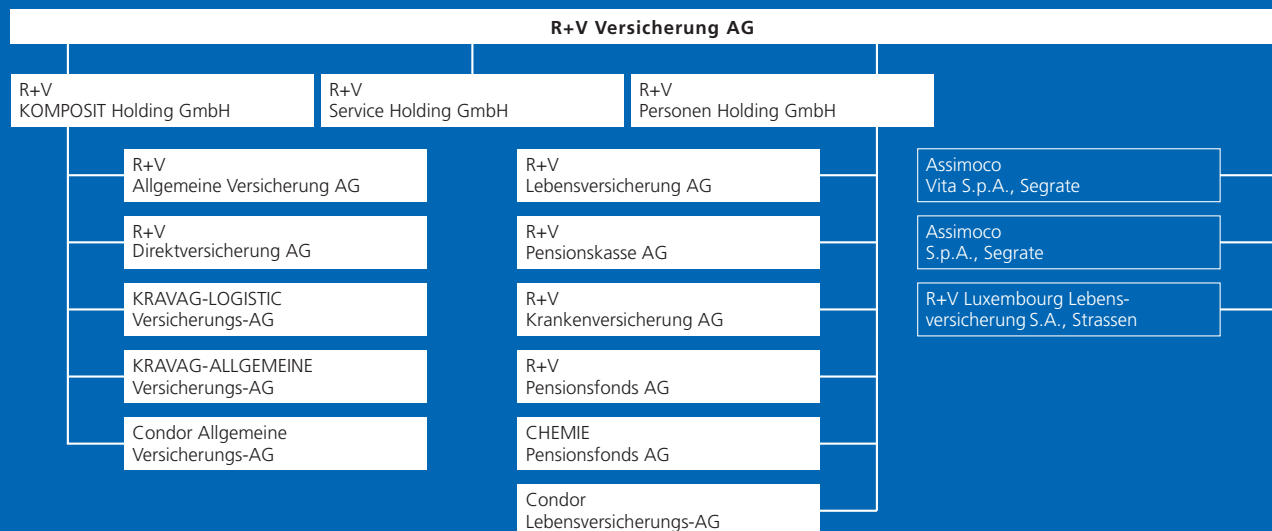 R+V Versicherung AG
R+V
KOMPOSIT Holding GmbH
R+V
Service Holding GmbH
R+V
Personen Holding GmbH
R+V
Allgemeine Versicherung AG
R+V
Direktversicherung AG
KRAVAG-LOGISTIC
Versicherungs-AG
KRAVAG-ALLGEMEINE
Versicherungs-AG
Condor Allgemeine
Versicherungs-AG
R+V
Lebensversicherung AG
R+V
Pensionskasse AG
R+V
Krankenversicherung AG
R+V
Pensionsfonds AG
CHEMIE
Pensionsfonds AG
Condor
Lebensversicherungs-AG
Assimoco
Vita S.p.A., Segrate
Assimoco
S.p.A., Segrate
R+V Luxembourg Lebens-
versicherung S.A., Strassen